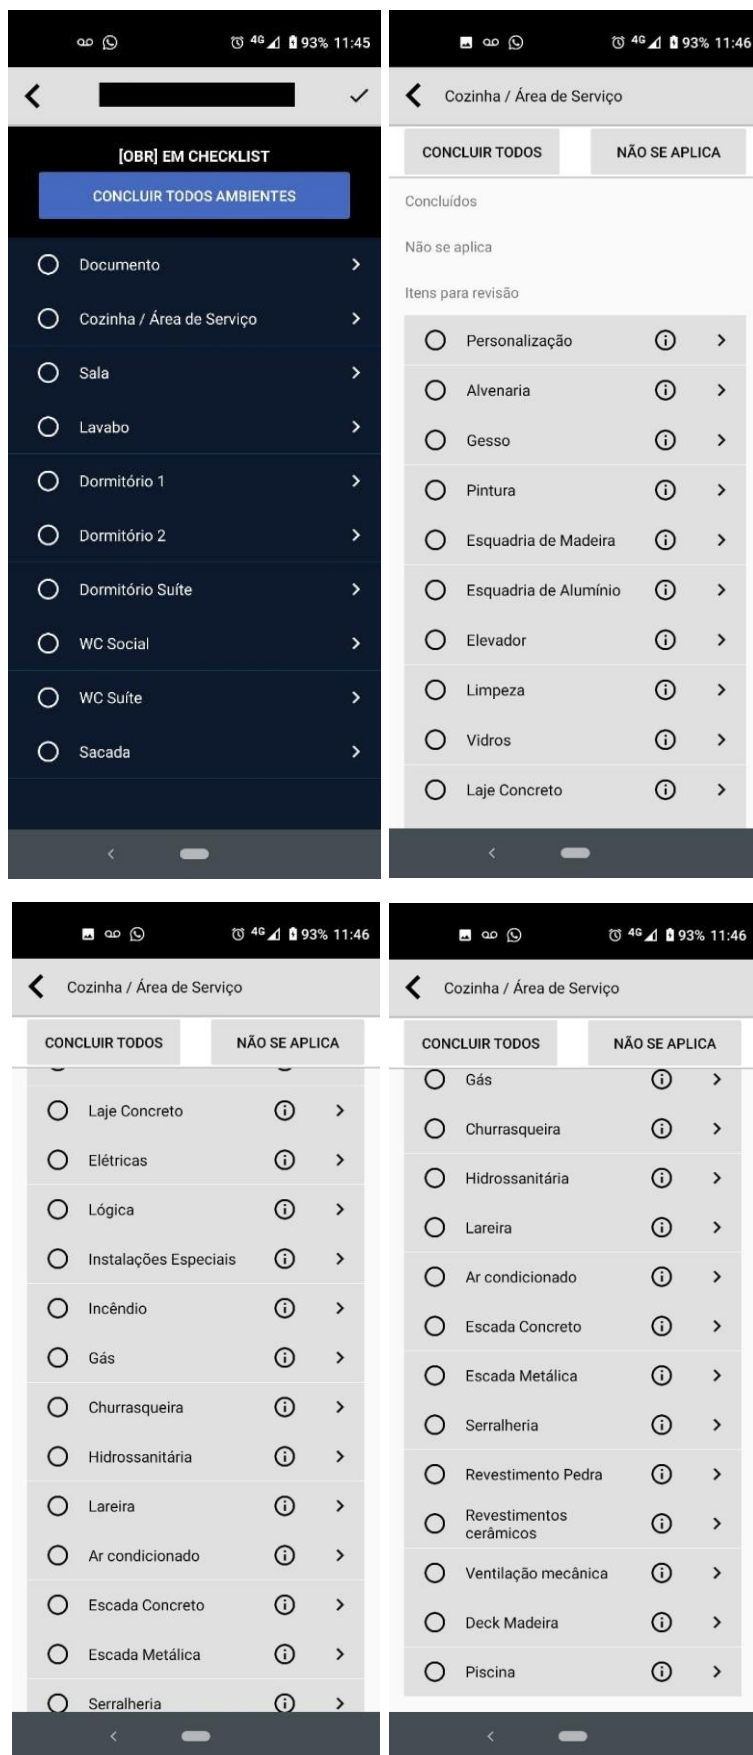 4G 93% 11:45
[OBR] EM CHECKLIST
CONCLUIR TODOS AMBIENTES
Documento
Cozinha / Área de Serviço
Sala
Lavabo
Dormitório 1
Dormitório 2
Dormitório Suíte
WC Social
WC Suíte
Sacada
4G 93% 11:46
Cozinha / Área de Serviço
CONCLUIR TODOS NÃO SE APLICA
Concluídos
Não se aplica
Itens para revisão
Personalização
Alvenaria
Gesso
Pintura
Esquadria de Madeira
Esquadria de Alumínio
Elevador
Limpeza
Vidros
Laje Concreto
4G 93% 11:46
Cozinha / Área de Serviço
CONCLUIR TODOS NÃO SE APLICA
Laje Concreto
Elétricas
Lógica
Instalações Especiais
Incêndio
Gás
Churrasqueira
Hidrossanitária
Lareira
Ar condicionado
Escada Concreto
Escada Metálica
Serralheria
4G 93% 11:46
Cozinha / Área de Serviço
CONCLUIR TODOS NÃO SE APLICA
Gás
Churrasqueira
Hidrossanitária
Lareira
Ar condicionado
Escada Concreto
Escada Metálica
Serralheria
Revestimento Pedra
Revestimentos
cerâmicos
Ventilação mecânica
Deck Madeira
Piscina